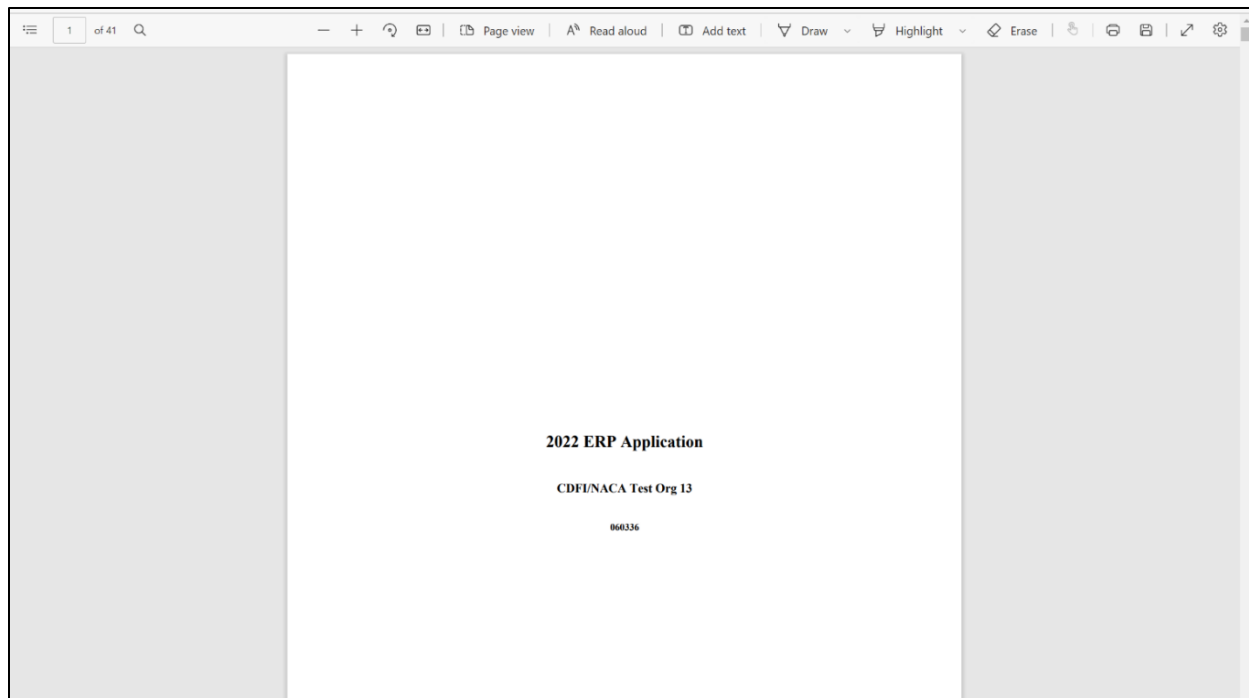 1 of 41 Page view Read aloud Add text Draw Highlight Erase
2022 ERP Application
CDFI/NACA Test Org 13
060336